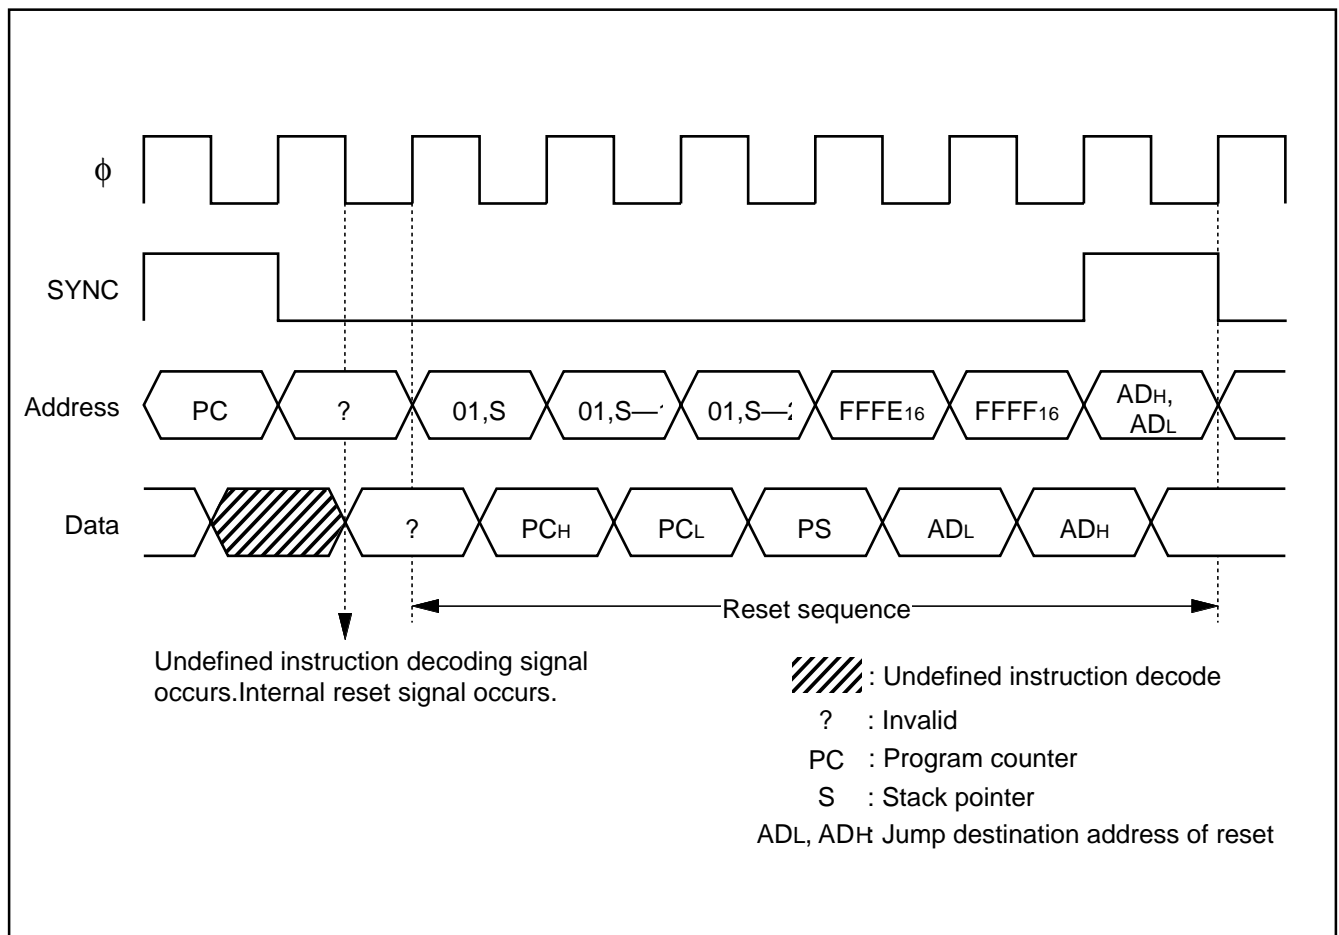 ϕ
SYNC
Address
PC ? 01,S 01,S— 01,S— FFFE16 FFFF16 ADH,
ADL
Data
? PCH PCL PS ADL ADH
Reset sequence
Undefined instruction decoding signal
occurs.Internal reset signal occurs.
: Undefined instruction decode
? : Invalid
PC : Program counter
S : Stack pointer
ADL, ADH: Jump destination address of reset